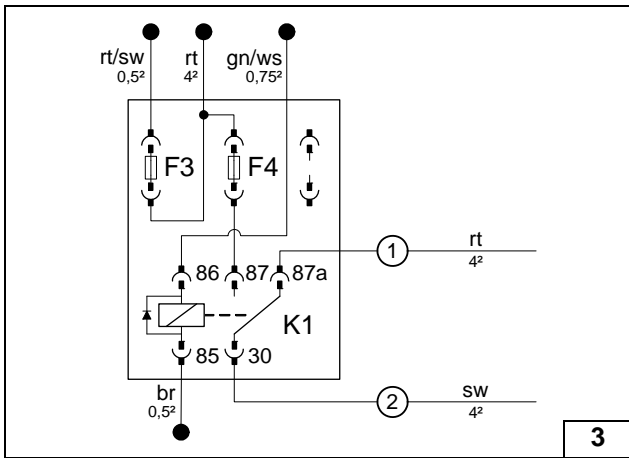 rt/sw rt gn/ws
0,5² 4² 0,75²
F3 F4
1 rt
4²
86 87 87a
K1
85 30
br
0,5²
2 sw
4²
3